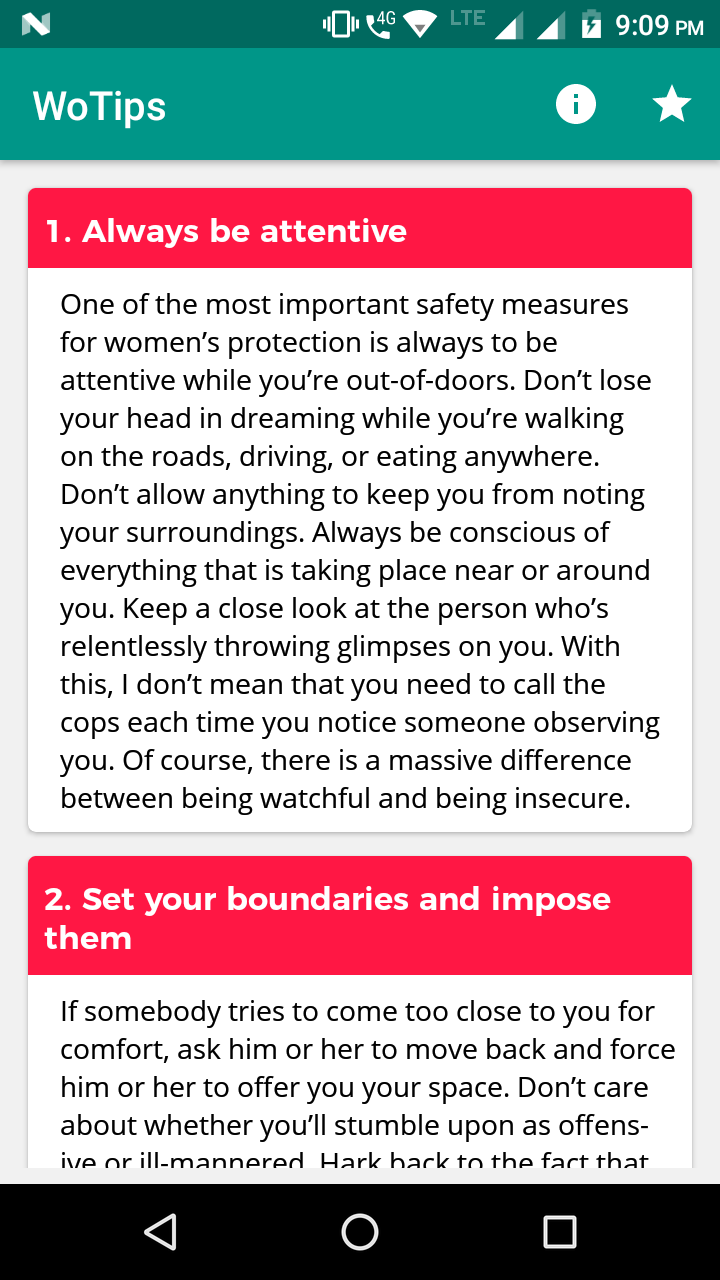 4G LTE 9:09 PM
WoTips
1. Always be attentive
One of the most important safety measures
for women’s protection is always to be
attentive while you’re out-of-doors. Don’t lose
your head in dreaming while you’re walking
on the roads, driving, or eating anywhere.
Don’t allow anything to keep you from noting
your surroundings. Always be conscious of
everything that is taking place near or around
you. Keep a close look at the person who’s
relentlessly throwing glimpses on you. With
this, I don’t mean that you need to call the
cops each time you notice someone observing
you. Of course, there is a massive difference
between being watchful and being insecure.
2. Set your boundaries and impose
them
If somebody tries to come too close to you for
comfort, ask him or her to move back and force
him or her to offer you your space. Don’t care
about whether you’ll stumble upon as offens-
ive or ill-mannered. Hark back to the fact that